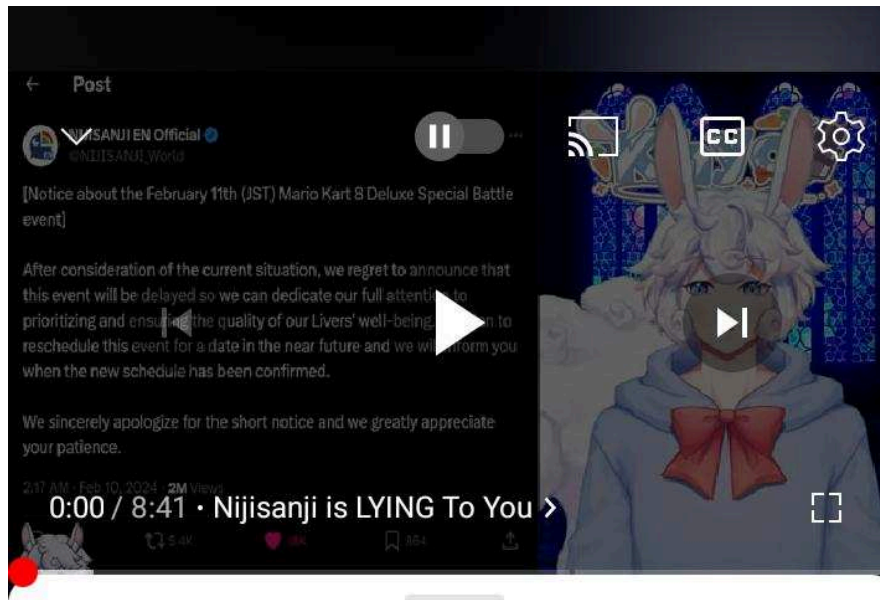 Post
NIJISANJI EN Official
@NIJISANJI_World
CC
[Notice about the February 11th (JST) Mario Kart 8 Deluxe Special Battle
event]
After consideration of the current situation, we regret to announce that
this event will be delayed so we can dedicate our full attention to
prioritizing and ensuring the quality of our Livers' well-being. to
reschedule this event for a date in the near future and we will inform you
when the new schedule has been confirmed.
We sincerely apologize for the short notice and we greatly appreciate
your patience.
2:17 AM · Feb 10, 2024 · 2M Views
0:00 / 8:41 · Nijisanji is LYING To You >
5.4K